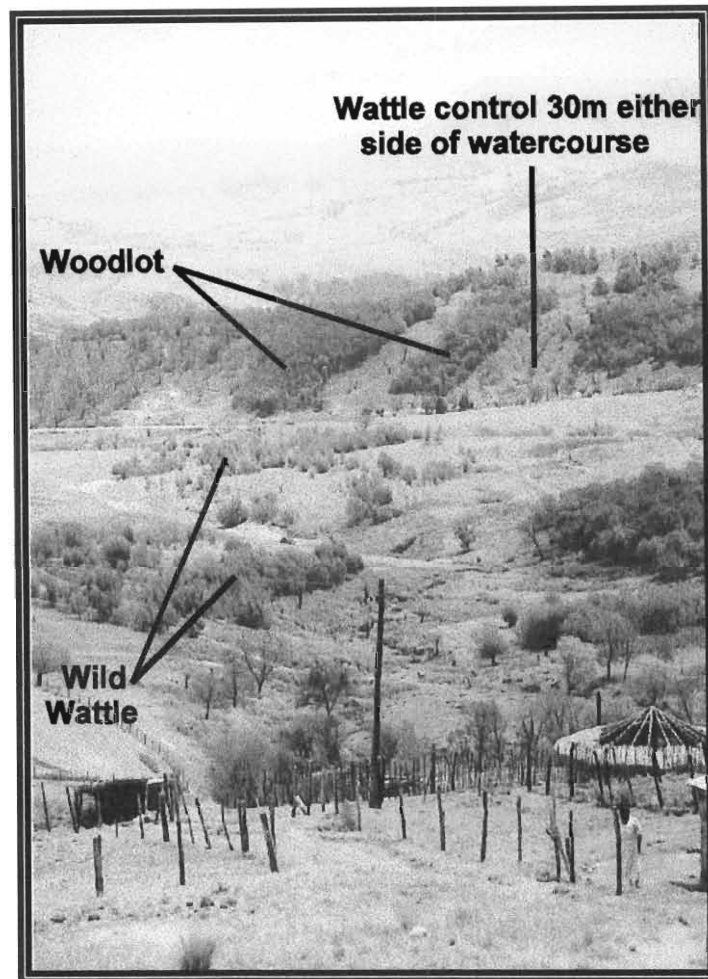 Wattle control 30m either
side of watercourse
Woodlot
Wild
Wattle